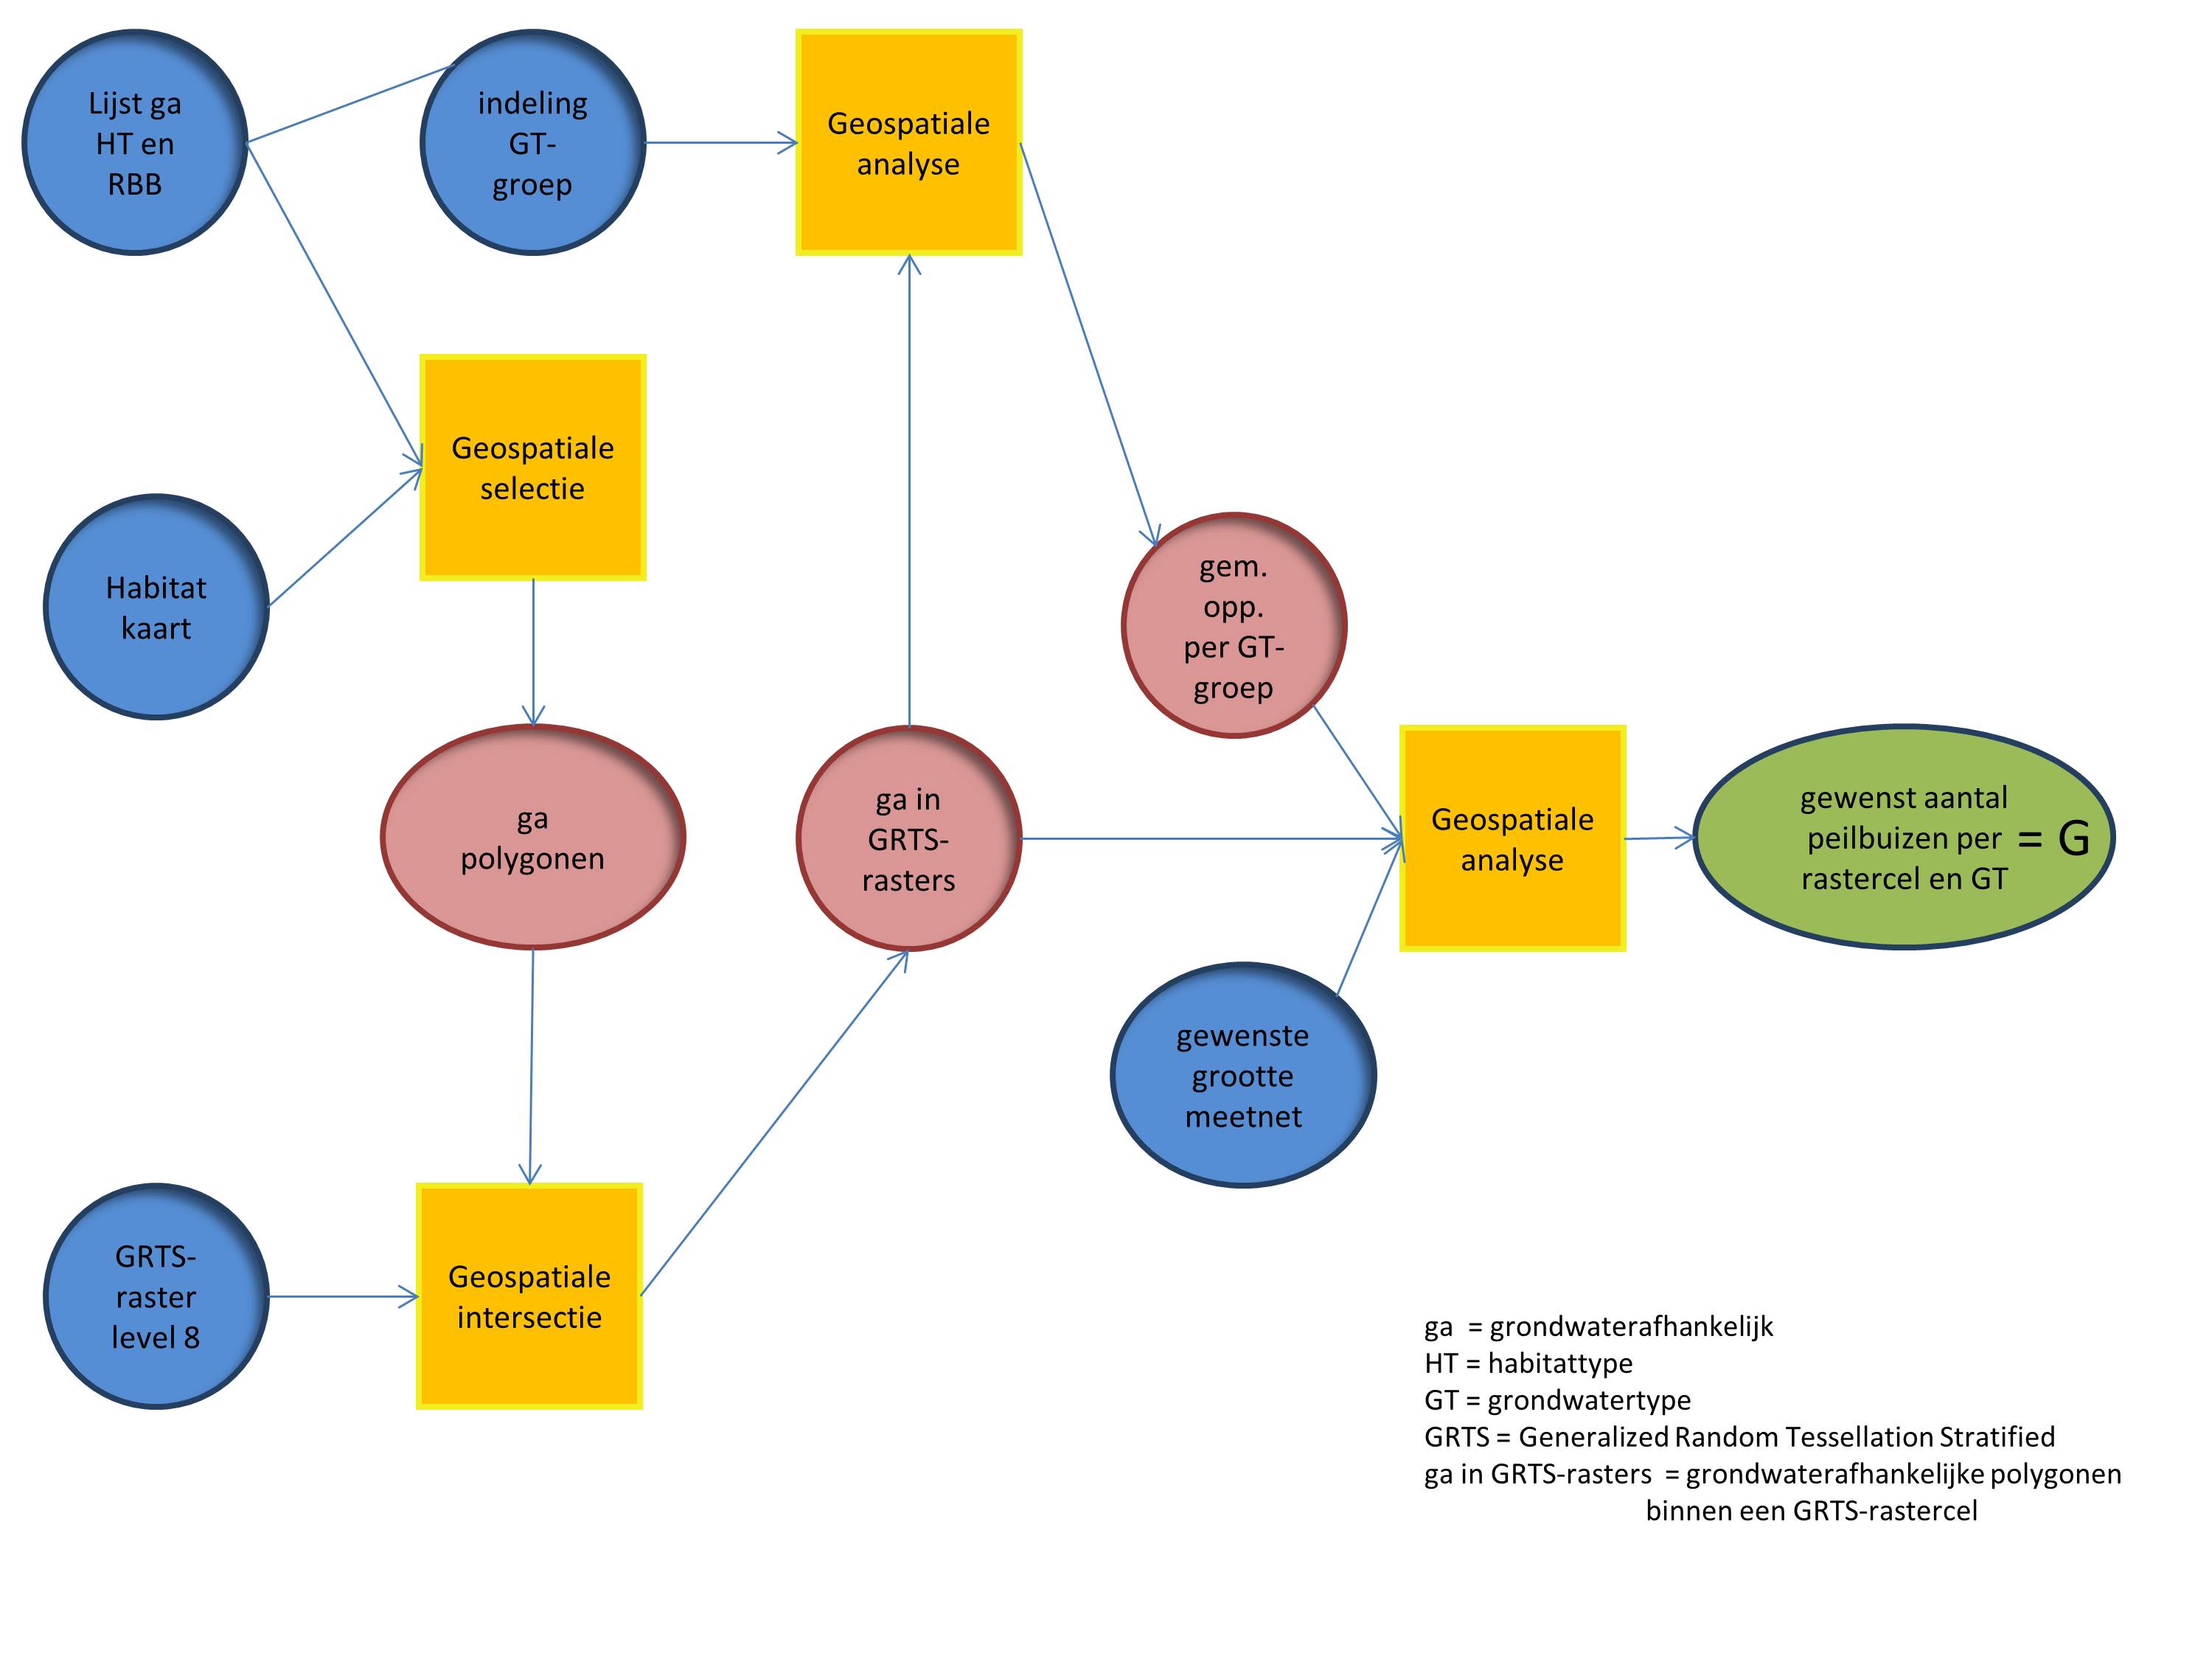 Lijst ga
HT en
RBB
indeling
GT-
groep
Geospatiale
analyse
Geospatiale
selectie
Habitat
kaart
gem.
opp.
per GT-
groep
ga
polygonen
ga in
GRTS-
rasters
Geospatiale
analyse
gewenst aantal
peilbuizen per
rastercel en GT
= G
gewenste
grootte
meetnet
GRTS-
raster
level 8
Geospatiale
intersectie
ga = grondwaterafhankelijk
HT = habitattype
GT = grondwatertype
GRTS = Generalized Random Tessellation Stratified
ga in GRTS-rasters = grondwaterafhankelijke polygonen
binnen een GRTS-rastercel